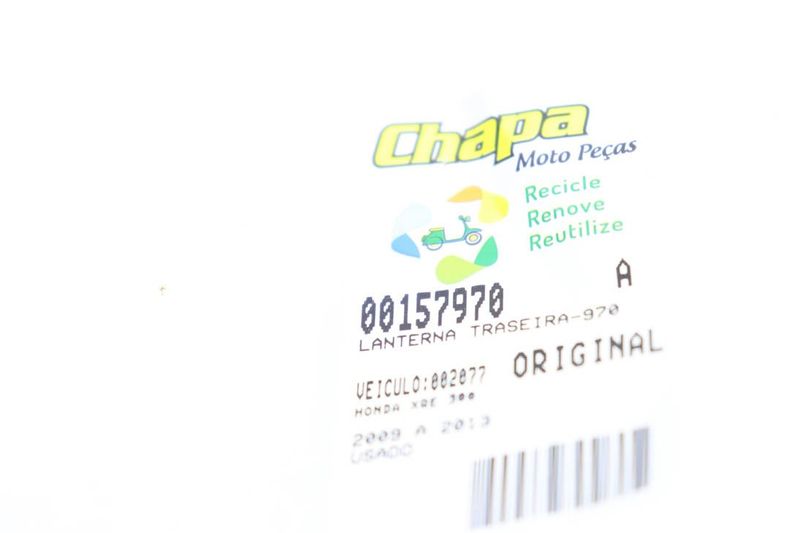 Chapa
Moto Peças
Recicle
Renove
Reutilize
A
00157970
LANTERNA TRASEIRA-970
ORIGINAL
VEICULO:002077
HONDA XRE 300
2009 A 2013
USADO